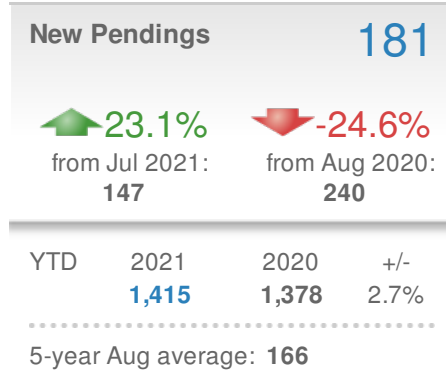 New Pendings 181
23.1% -24.6%
from Jul 2021: from Aug 2020:
147 240
YTD 2021 2020 +/-
1,415 1,378 2.7%
5-year Aug average: 166